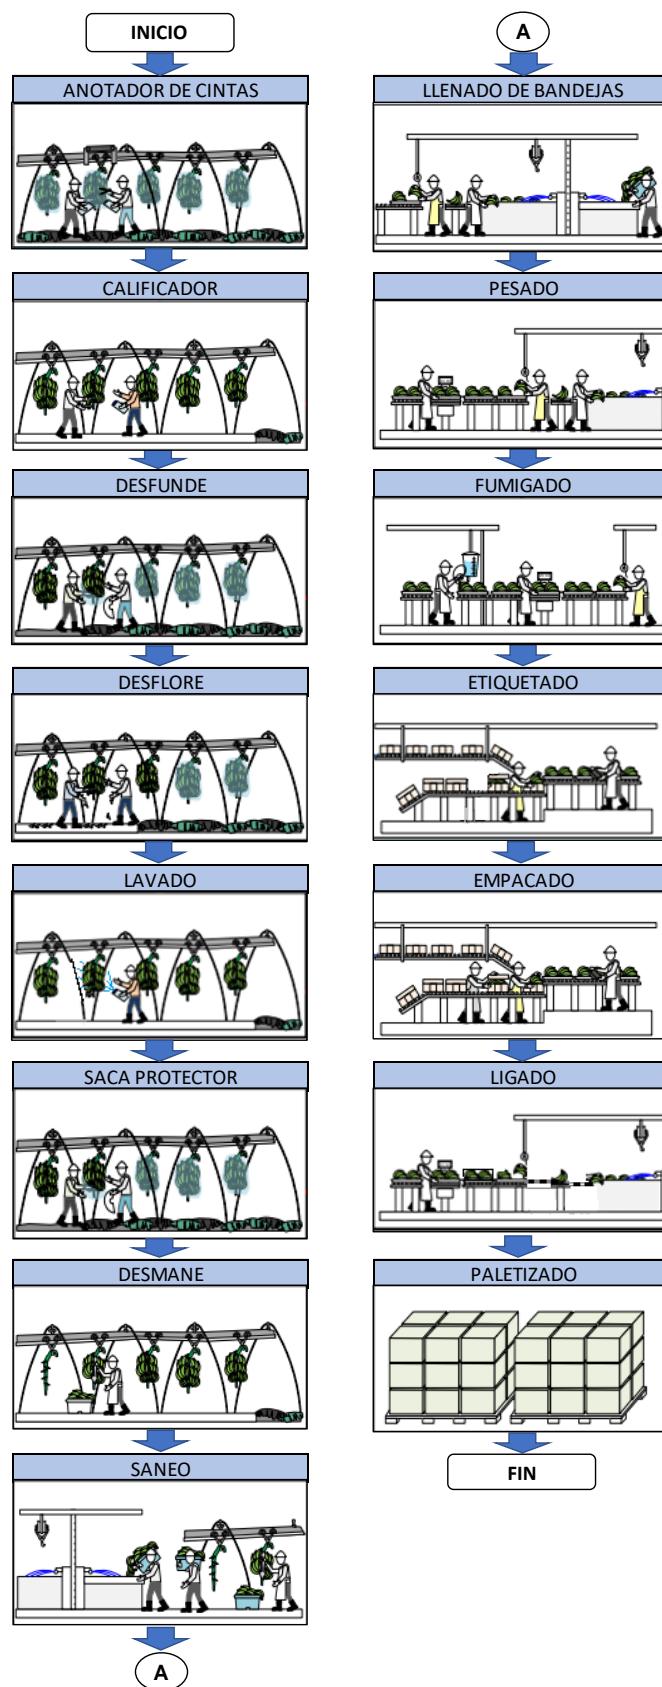 INICIO
ANOTADOR DE CINTAS
CALIFICADOR
DESFUNDE
DESFLORE
LAVADO
SACA PROTECTOR
DESMANE
SANEO
A
A
LLENADO DE BANDEJAS
PESADO
FUMIGADO
ETIQUETADO
EMPACADO
LIGADO
PALETIZADO
FIN